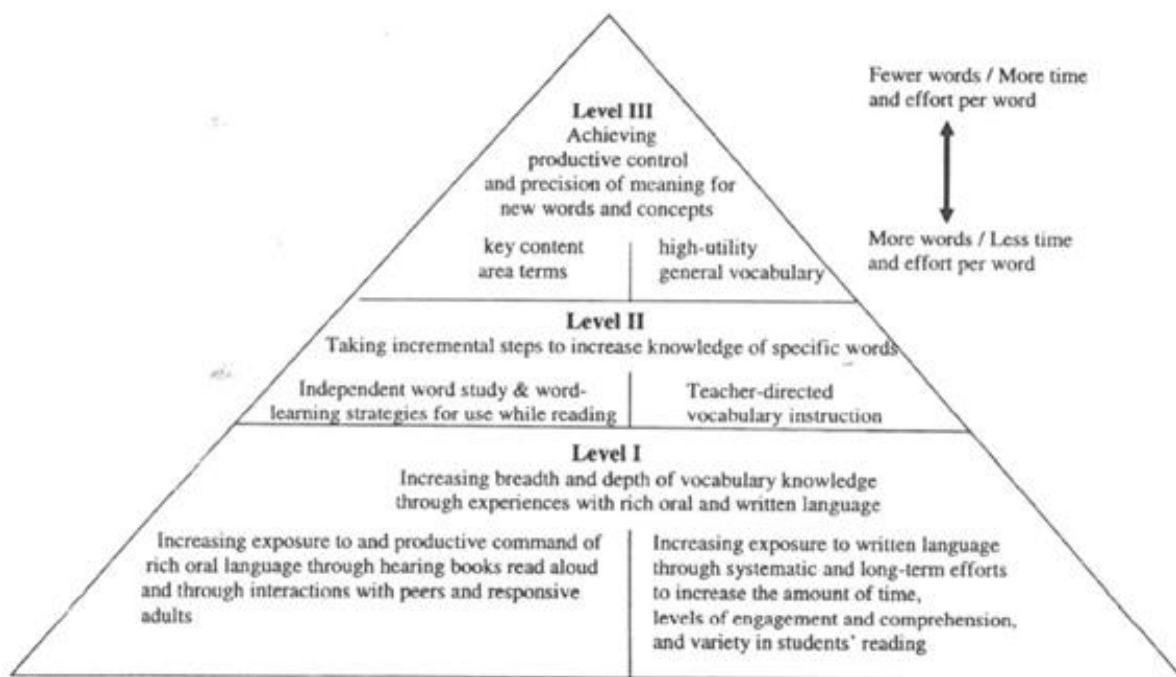 Fewer words / More time
and effort per word
More words / Less time
and effort per word
Level III
Achieving
productive control
and precision of meaning for
new words and concepts
key content
area terms
high-utility
general vocabulary
Level II
Taking incremental steps to increase knowledge of specific words
Independent word study & word-
learning strategies for use while reading
Teacher-directed
vocabulary instruction
Level I
Increasing breadth and depth of vocabulary knowledge
through experiences with rich oral and written language
Increasing exposure to and productive command of
rich oral language through hearing books read aloud
and through interactions with peers and responsive
adults
Increasing exposure to written language
through systematic and long-term efforts
to increase the amount of time,
levels of engagement and comprehension,
and variety in students' reading